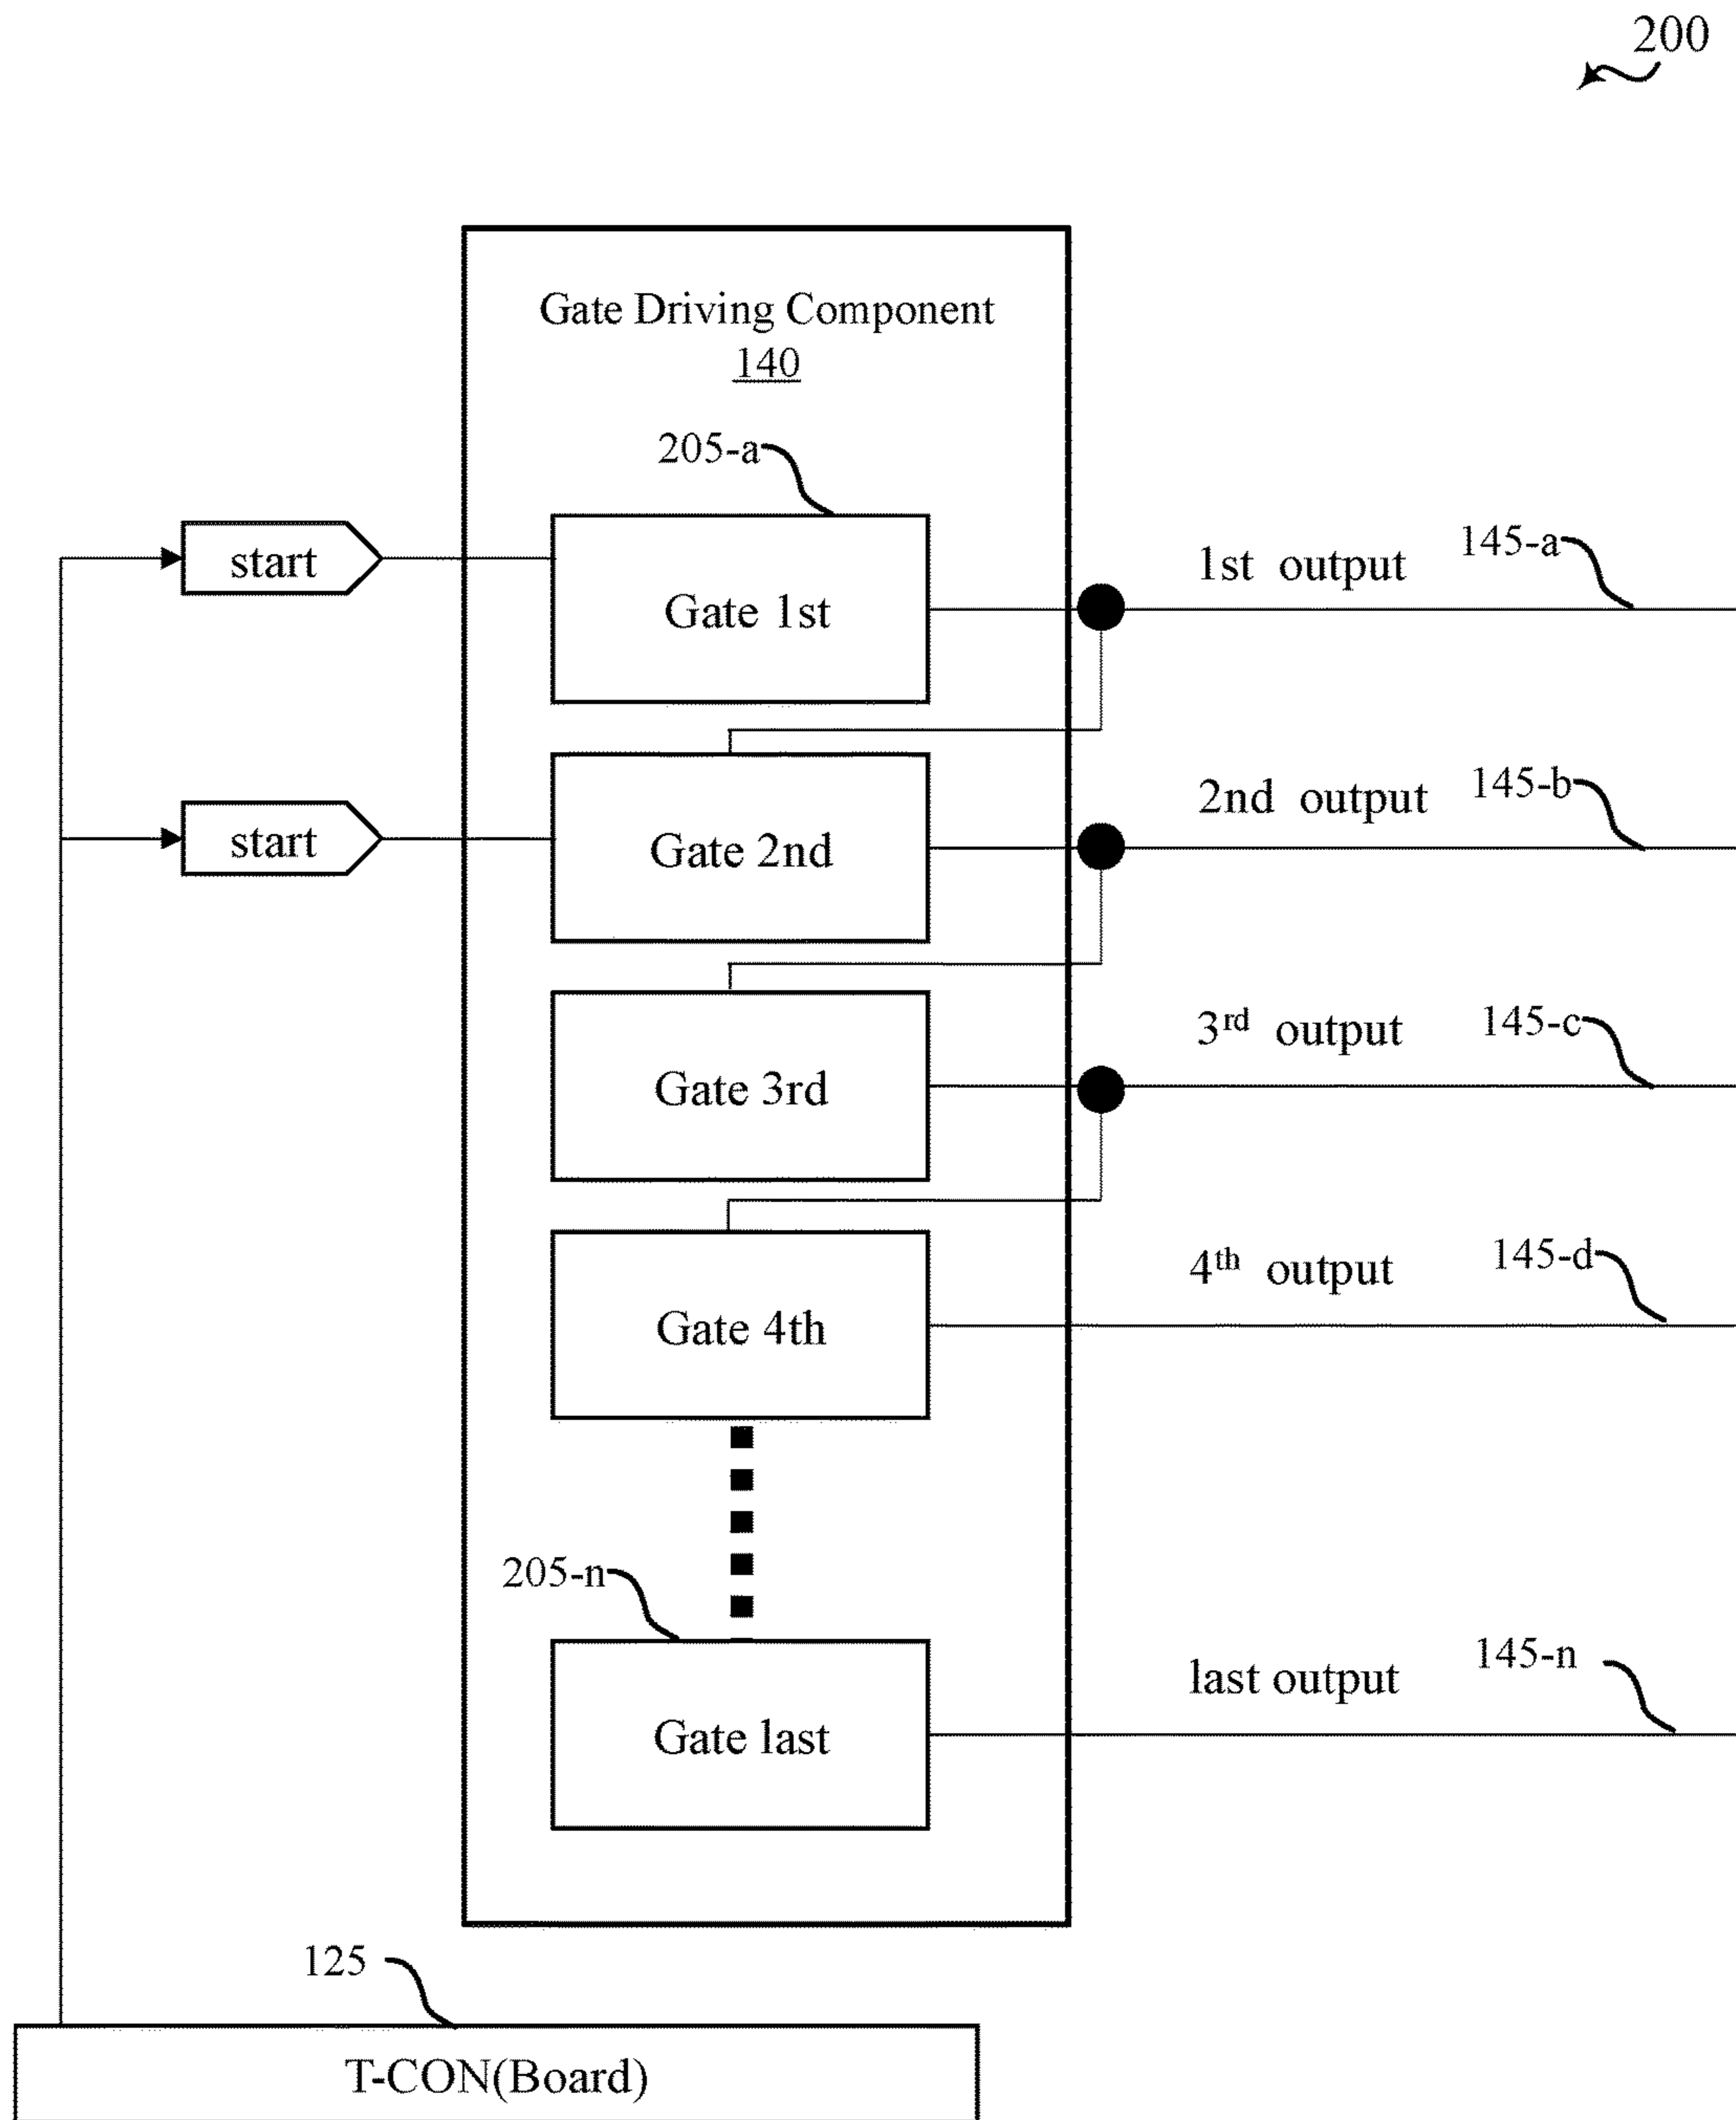 200
Gate Driving Component
140
205-a
start
Gate 1st
1st output
145-a
start
Gate 2nd
2nd output
145-b
Gate 3rd
3rd output
145-c
Gate 4th
4th output
145-d
205-n
Gate last
last output
145-n
125
T-CON(Board)